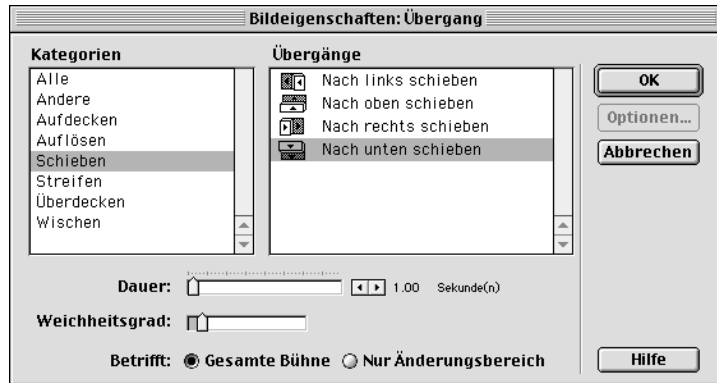 Bildeigenschaften: Übergang
Kategorien
Alle
Andere
Aufdecken
Auflösen
Schieben
Streifen
Überdecken
Wischen
Übergänge
Nach links schieben
Nach oben schieben
Nach rechts schieben
Nach unten schieben
OK
Optionen...
Abbrechen
Dauer: 1.00 Sekunde(n)
Weichheitsgrad:
Betrifft: Gesamte Bühne Nur Änderungsbereich
Hilfe